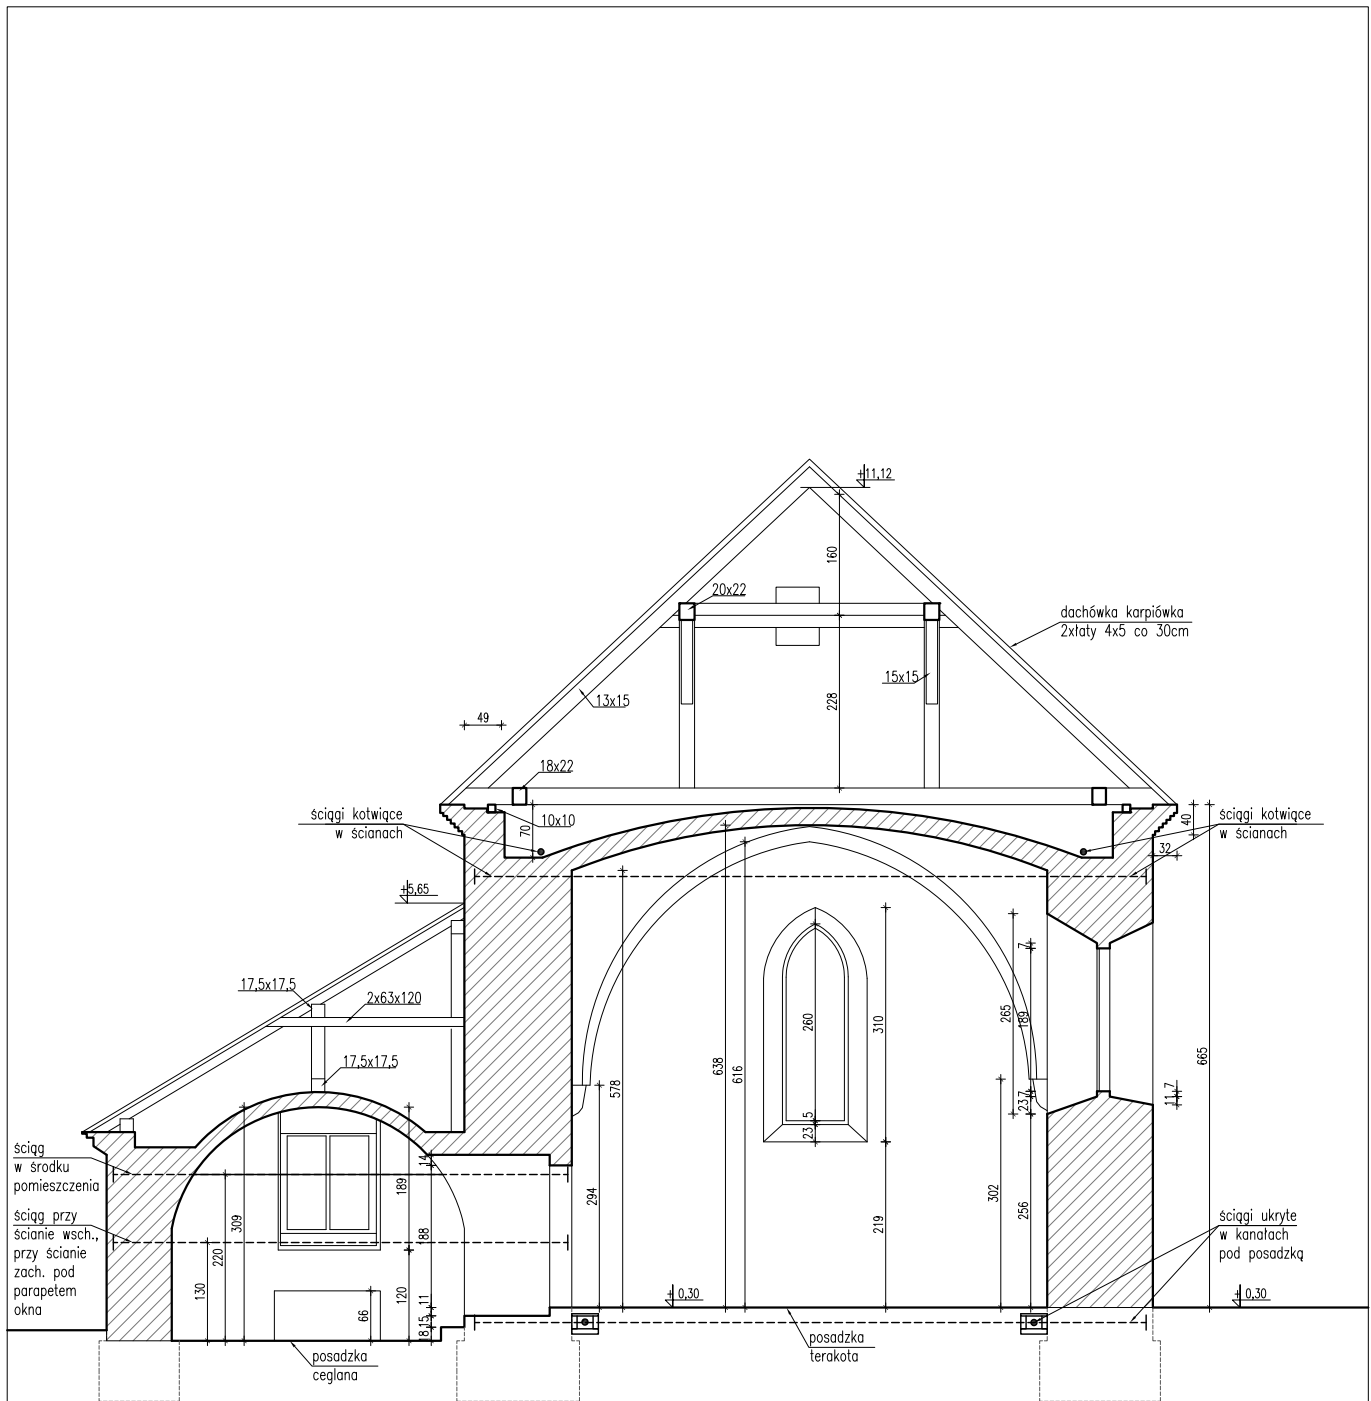 +11,12
160
20x22
dachówka karpiówka
2xłaty 4x5 co 30cm
15x15
13x15
228
49
18x22
ściągi kotwiące
w ścianach
10x10
70
40
ściągi kotwiące
w ścianach
32
+5,65
17,5x17,5
2x63x120
17,5x17,5
578
638
616
260
310
265
7
189
665
23
7
11
7
23,5
ściąg
w środku
pomieszczenia
14
189
294
302
256
219
309
220
130
188
120
66
11
15
18
ściąg przy
ścianie wsch.,
przy ścianie
zach. pod
parapetem
okna
ściągi ukryte
w kanałach
pod posadzką
+ 0,30
+ 0,30
posadzka
ceglana
posadzka
terakota